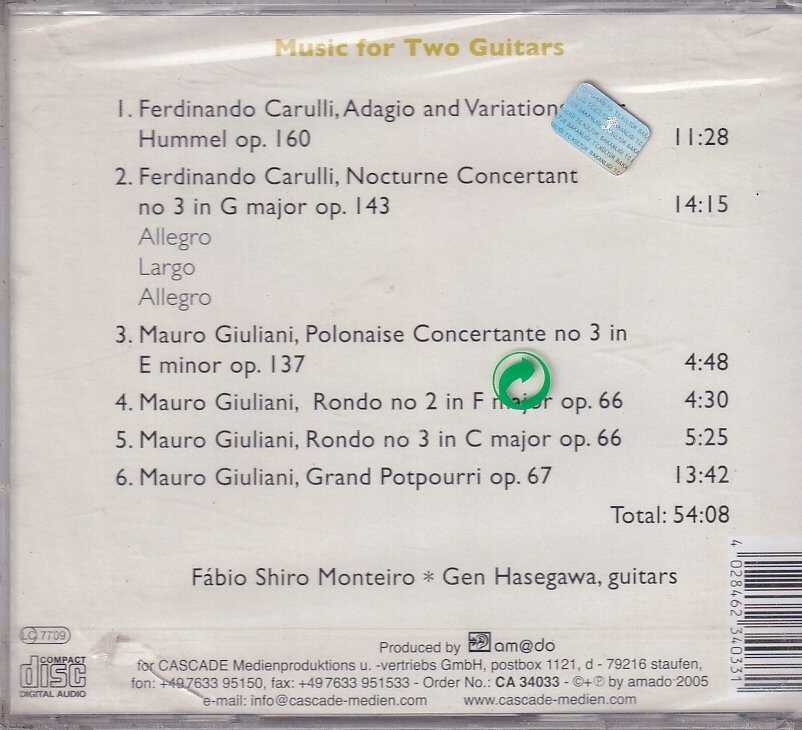 Music for Two Guitars
1. Ferdinando Carulli, Adagio and Variations
Hummel op. 160 11:28
2. Ferdinando Carulli, Nocturne Concertant
no 3 in G major op. 143 14:15
Allegro
Largo
Allegro
3. Mauro Giuliani, Polonaise Concertante no 3 in
E minor op. 137 4:48
4. Mauro Giuliani, Rondo no 2 in F major op. 66 4:30
5. Mauro Giuliani, Rondo no 3 in C major op. 66 5:25
6. Mauro Giuliani, Grand Potpourri op. 67 13:42
Total: 54:08
Fábio Shiro Monteiro * Gen Hasegawa, guitars
4 028462 340331
LC 7709
COMPACT
disc
DIGITAL AUDIO
Produced by am@do
for CASCADE Medienproduktions u. -vertriebs GmbH, postbox 1121, d - 79216 staufen,
fon: +497633 95150, fax: +497633 951533 - Order No.: CA 34033 - ©+℗ by amado 2005
e-mail: info@cascade-medien.com www.cascade-medien.com